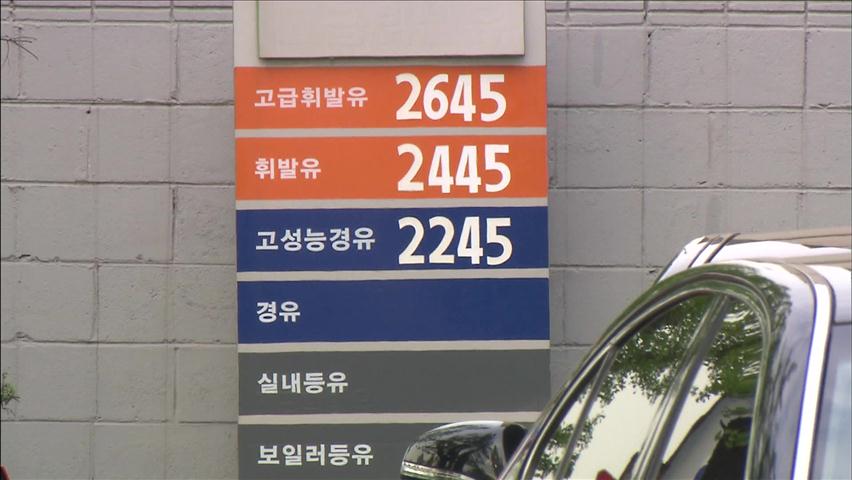 고급휘발유 2645
휘발유 2445
고성능경유 2245
경유
실내등유
보일러등유